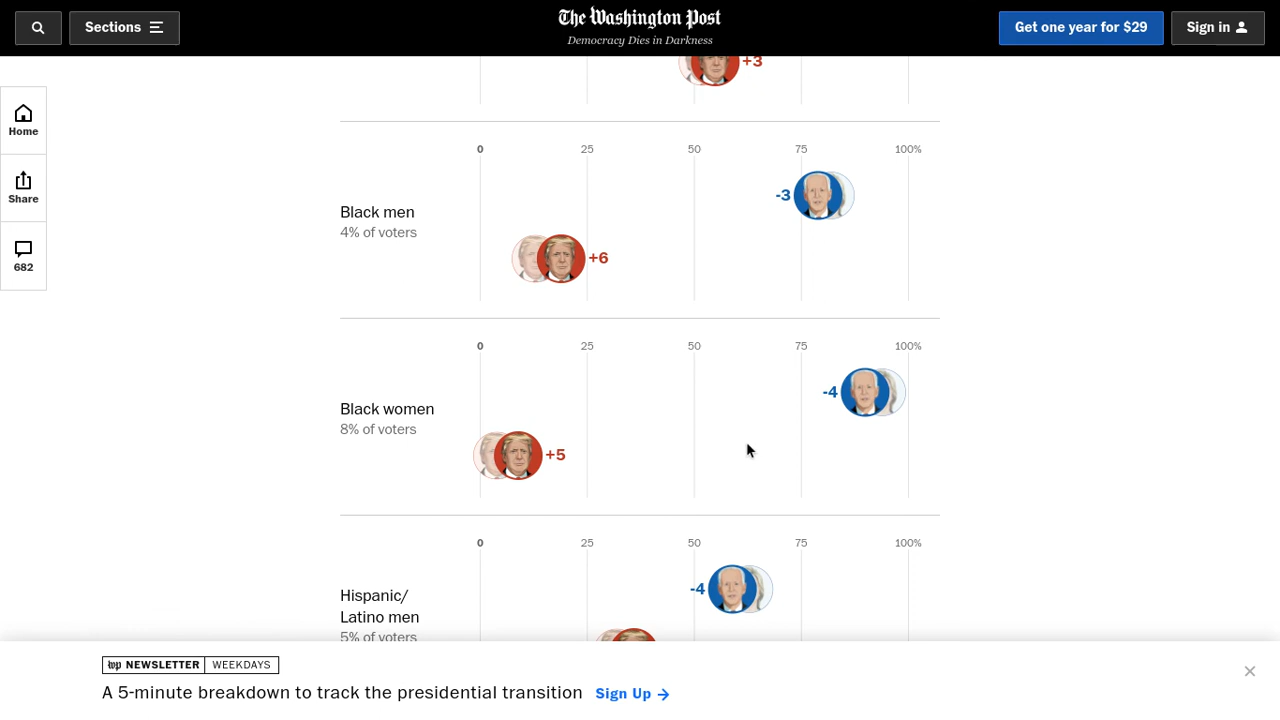 Sections
The Washington Post
Democracy Dies in Darkness
Get one year for $29
Sign in
Home
Share
682
+3
0 25 50 75 100%
Black men
4% of voters
-3
+6
0 25 50 75 100%
Black women
8% of voters
-4
+5
0 25 50 75 100%
Hispanic/
Latino men
5% of voters
-4
wp NEWSLETTER WEEKDAYS
A 5-minute breakdown to track the presidential transition Sign Up →